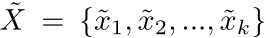 X̃ = {x̃₁, x̃₂, ..., x̃ₖ}